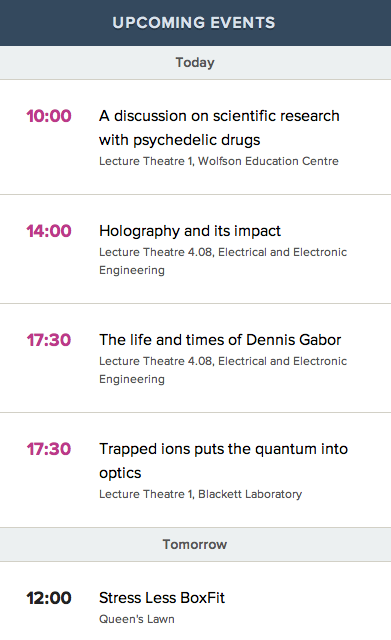 UPCOMING EVENTS
Today
10:00
A discussion on scientific research
with psychedelic drugs
Lecture Theatre 1, Wolfson Education Centre
14:00
Holography and its impact
Lecture Theatre 4.08, Electrical and Electronic
Engineering
17:30
The life and times of Dennis Gabor
Lecture Theatre 4.08, Electrical and Electronic
Engineering
17:30
Trapped ions puts the quantum into
optics
Lecture Theatre 1, Blackett Laboratory
Tomorrow
12:00
Stress Less BoxFit
Queen's Lawn